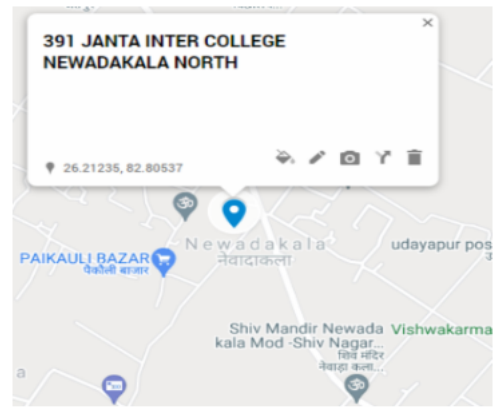 391 JANTA INTER COLLEGE
NEWADAKALA NORTH
26.21235, 82.80537
Newadakala
नेवादाकला
udayapur pos
PAIKAULI BAZAR
पैकौली बाजार
Shiv Mandir Newada
kala Mod -Shiv Nagar...
शिव मंदिर
नेवाड़ा कला...
Vishwakarma
a